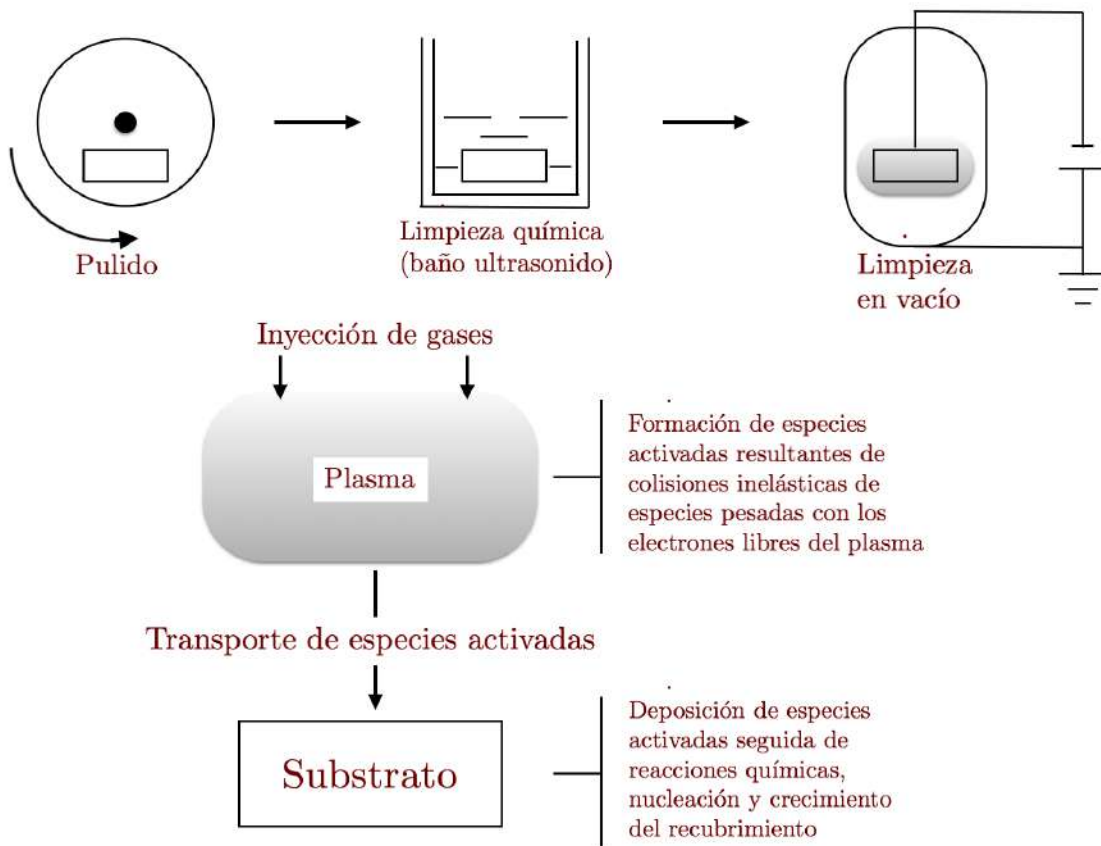 Pulido
Limpieza química
(baño ultrasonido)
Limpieza
en vacío
Inyección de gases
Plasma
Formación de especies
activadas resultantes de
colisiones inelásticas de
especies pesadas con los
electrones libres del plasma
Transporte de especies activadas
Substrato
Deposición de especies
activadas seguida de
reacciones químicas,
nucleación y crecimiento
del recubrimiento